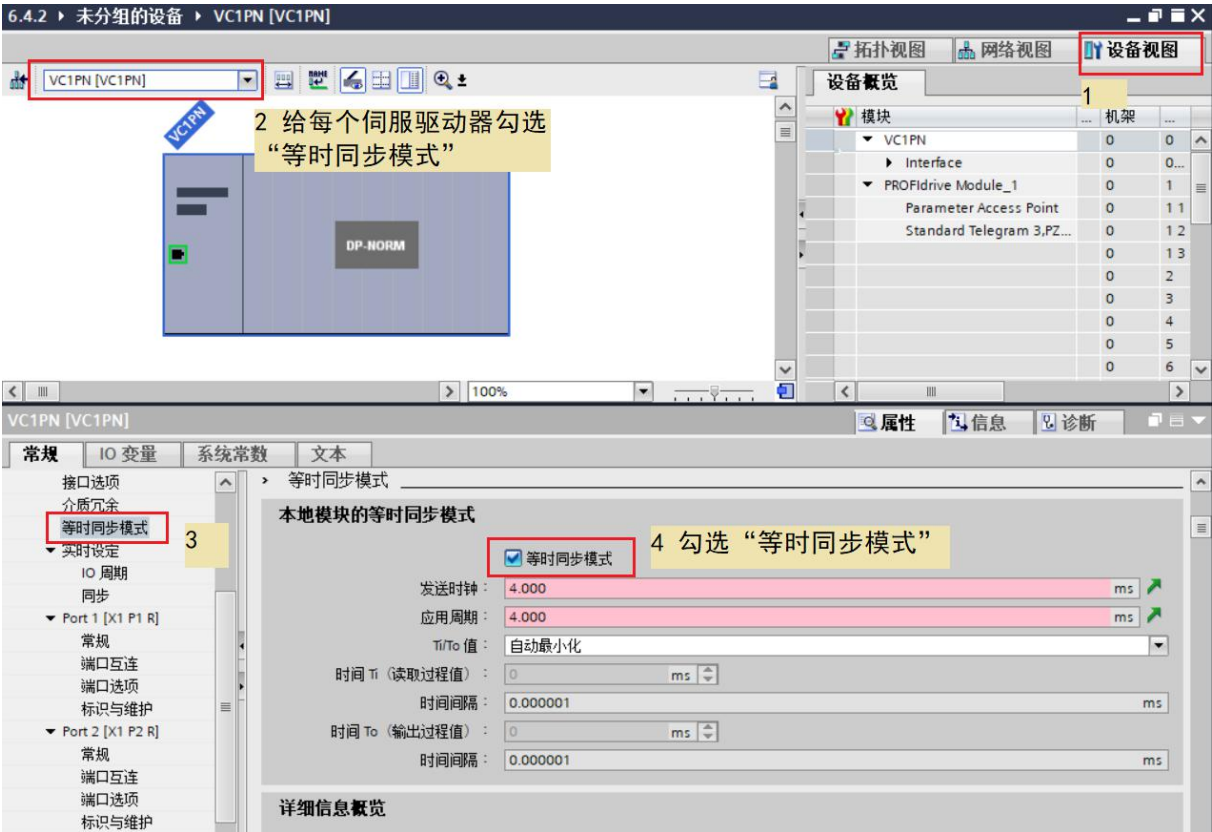 6.4.2 ▸ 未分组的设备 ▸ VC1PN [VC1PN]
拓扑视图 网络视图 设备视图
VC1PN [VC1PN]
设备概览
1
2 给每个伺服驱动器勾选
“等时同步模式”
VC1PN
DP-NORM
模块 ... 机架 ...
VC1PN 0 0
Interface 0 0...
PROFIdrive Module_1 0 1
Parameter Access Point 0 1 1
Standard Telegram 3,PZ... 0 1 2
0 1 3
0 2
0 3
0 4
0 5
0 6
100%
VC1PN [VC1PN]
属性 信息 诊断
常规 IO 变量 系统常数 文本
接口选项
介质冗余
等时同步模式
3
实时设定
IO 周期
同步
Port 1 [X1 P1 R]
常规
端口互连
端口选项
标识与维护
Port 2 [X1 P2 R]
常规
端口互连
端口选项
标识与维护
等时同步模式
本地模块的等时同步模式
等时同步模式
4 勾选“等时同步模式”
发送时钟： 4.000 ms
应用周期： 4.000 ms
Ti/To 值： 自动最小化
时间 Ti（读取过程值）： 0 ms
时间间隔： 0.000001 ms
时间 To（输出过程值）： 0 ms
时间间隔： 0.000001 ms
详细信息概览